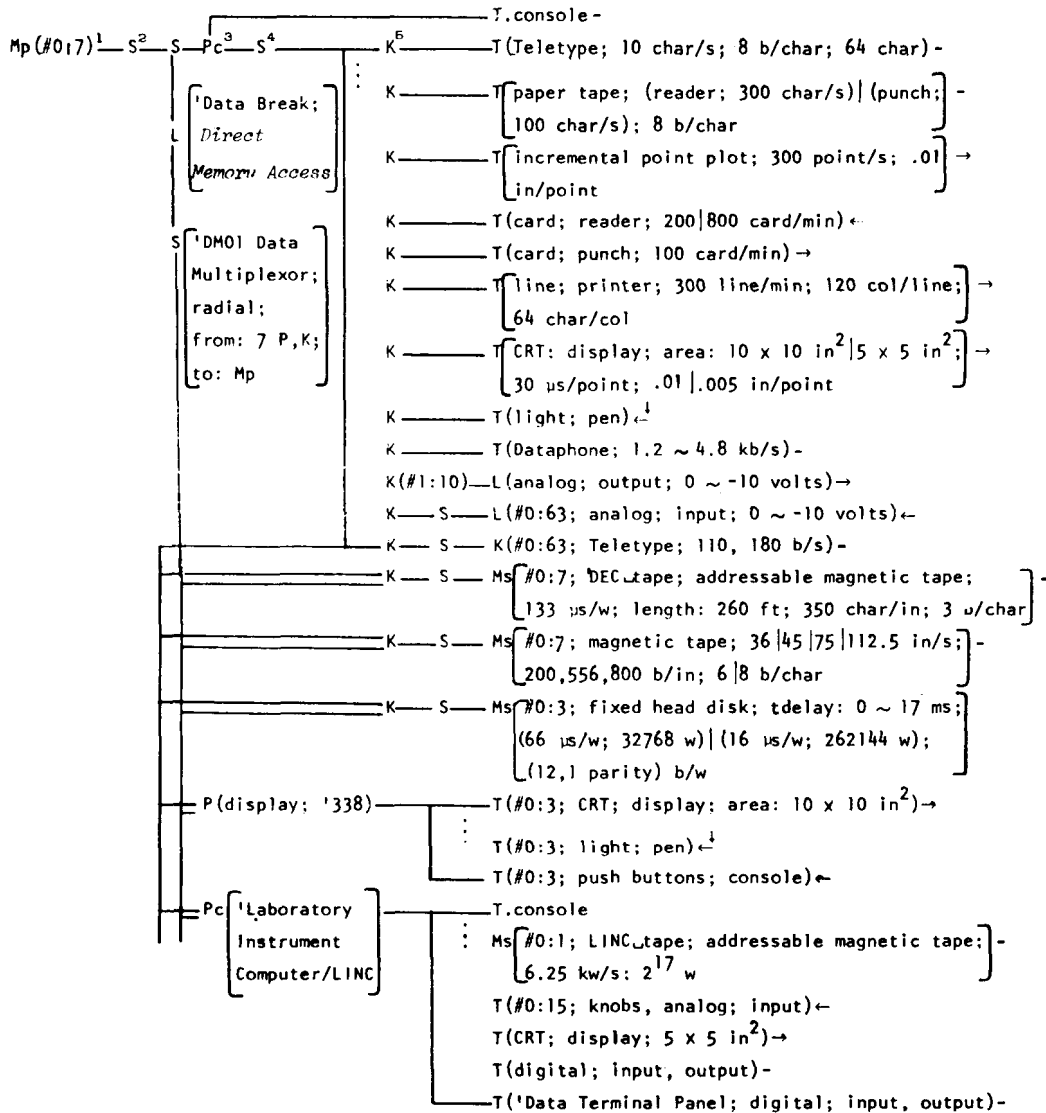 T.console -
Mp(#0:7)¹ — S² — S — Pc³ — S⁴ — K⁵ — T(Teletype; 10 char/s; 8 b/char; 64 char) -
K — T[paper tape; (reader; 300 char/s)|(punch; -
100 char/s); 8 b/char]
L ['Data Break;
Direct
Memory Access]
K — T[incremental point plot; 300 point/s; .01 →
in/point]
K — T(card; reader; 200|800 card/min) ←
K — T(card; punch; 100 card/min) →
S ['DM01 Data
Multiplexor;
radial;
from: 7 P,K;
to: Mp]
K — T[line; printer; 300 line/min; 120 col/line; →
64 char/col]
K — T[CRT: display; area: 10 x 10 in²|5 x 5 in²; →
30 μs/point; .01|.005 in/point]
K — T(light; pen) ←↓
K — T(Dataphone; 1.2 ~ 4.8 kb/s) -
K(#1:10) — L(analog; output; 0 ~ -10 volts) →
K — S — L(#0:63; analog; input; 0 ~ -10 volts) ←
K — S — K(#0:63; Teletype; 110, 180 b/s) -
K — S — Ms[#0:7; 'DEC␣tape; addressable magnetic tape; -
133 μs/w; length: 260 ft; 350 char/in; 3 b/char]
K — S — Ms[#0:7; magnetic tape; 36|45|75|112.5 in/s; -
200,556,800 b/in; 6|8 b/char]
K — S — Ms[#0:3; fixed head disk; tdelay: 0 ~ 17 ms;
(66 μs/w; 32768 w)|(16 μs/w; 262144 w);
(12,1 parity) b/w]
P(display; '338) — T(#0:3; CRT; display; area: 10 x 10 in²) →
T(#0:3; light; pen) ←↓
T(#0:3; push buttons; console) ←
Pc['Laboratory
Instrument
Computer/LINC]
T.console
Ms[#0:1; LINC␣tape; addressable magnetic tape; -
6.25 kw/s: 2¹⁷ w]
T(#0:15; knobs, analog; input) ←
T(CRT; display; 5 x 5 in²) →
T(digital; input, output) -
T('Data Terminal Panel; digital; input, output) -